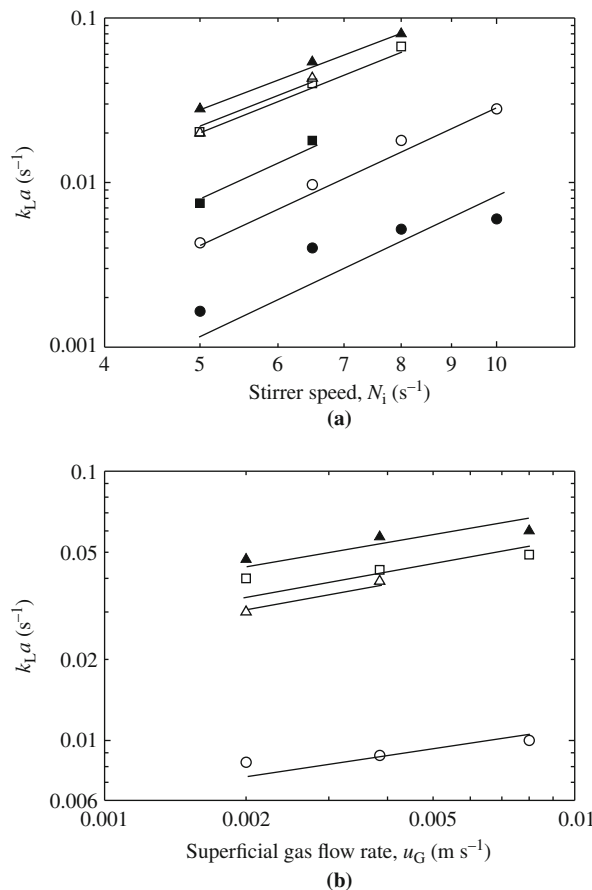 0.1
0.01
0.001
k_L a (s⁻¹)
4 5 6 7 8 9 10
Stirrer speed, N_i (s⁻¹)
(a)
0.1
0.05
0.02
0.01
0.006
k_L a (s⁻¹)
0.001 0.002 0.005 0.01
Superficial gas flow rate, u_G (m s⁻¹)
(b)